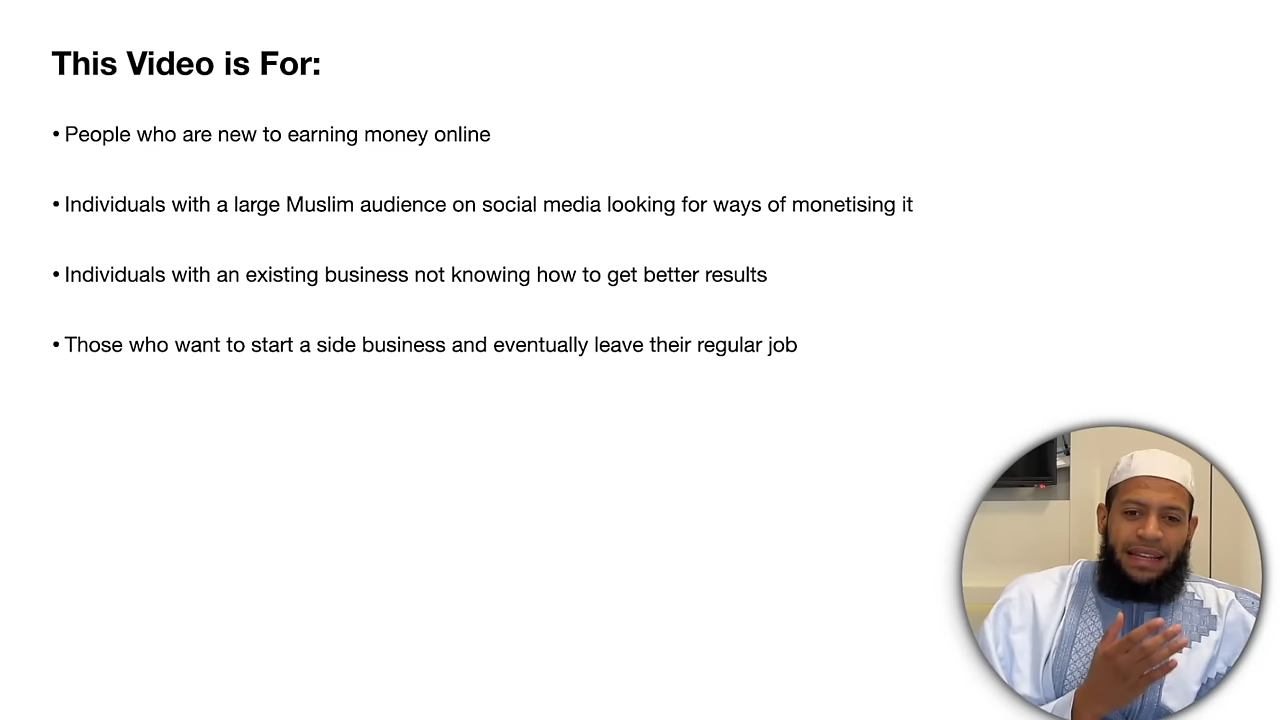 This Video is For:
• People who are new to earning money online
• Individuals with a large Muslim audience on social media looking for ways of monetising it
• Individuals with an existing business not knowing how to get better results
• Those who want to start a side business and eventually leave their regular job